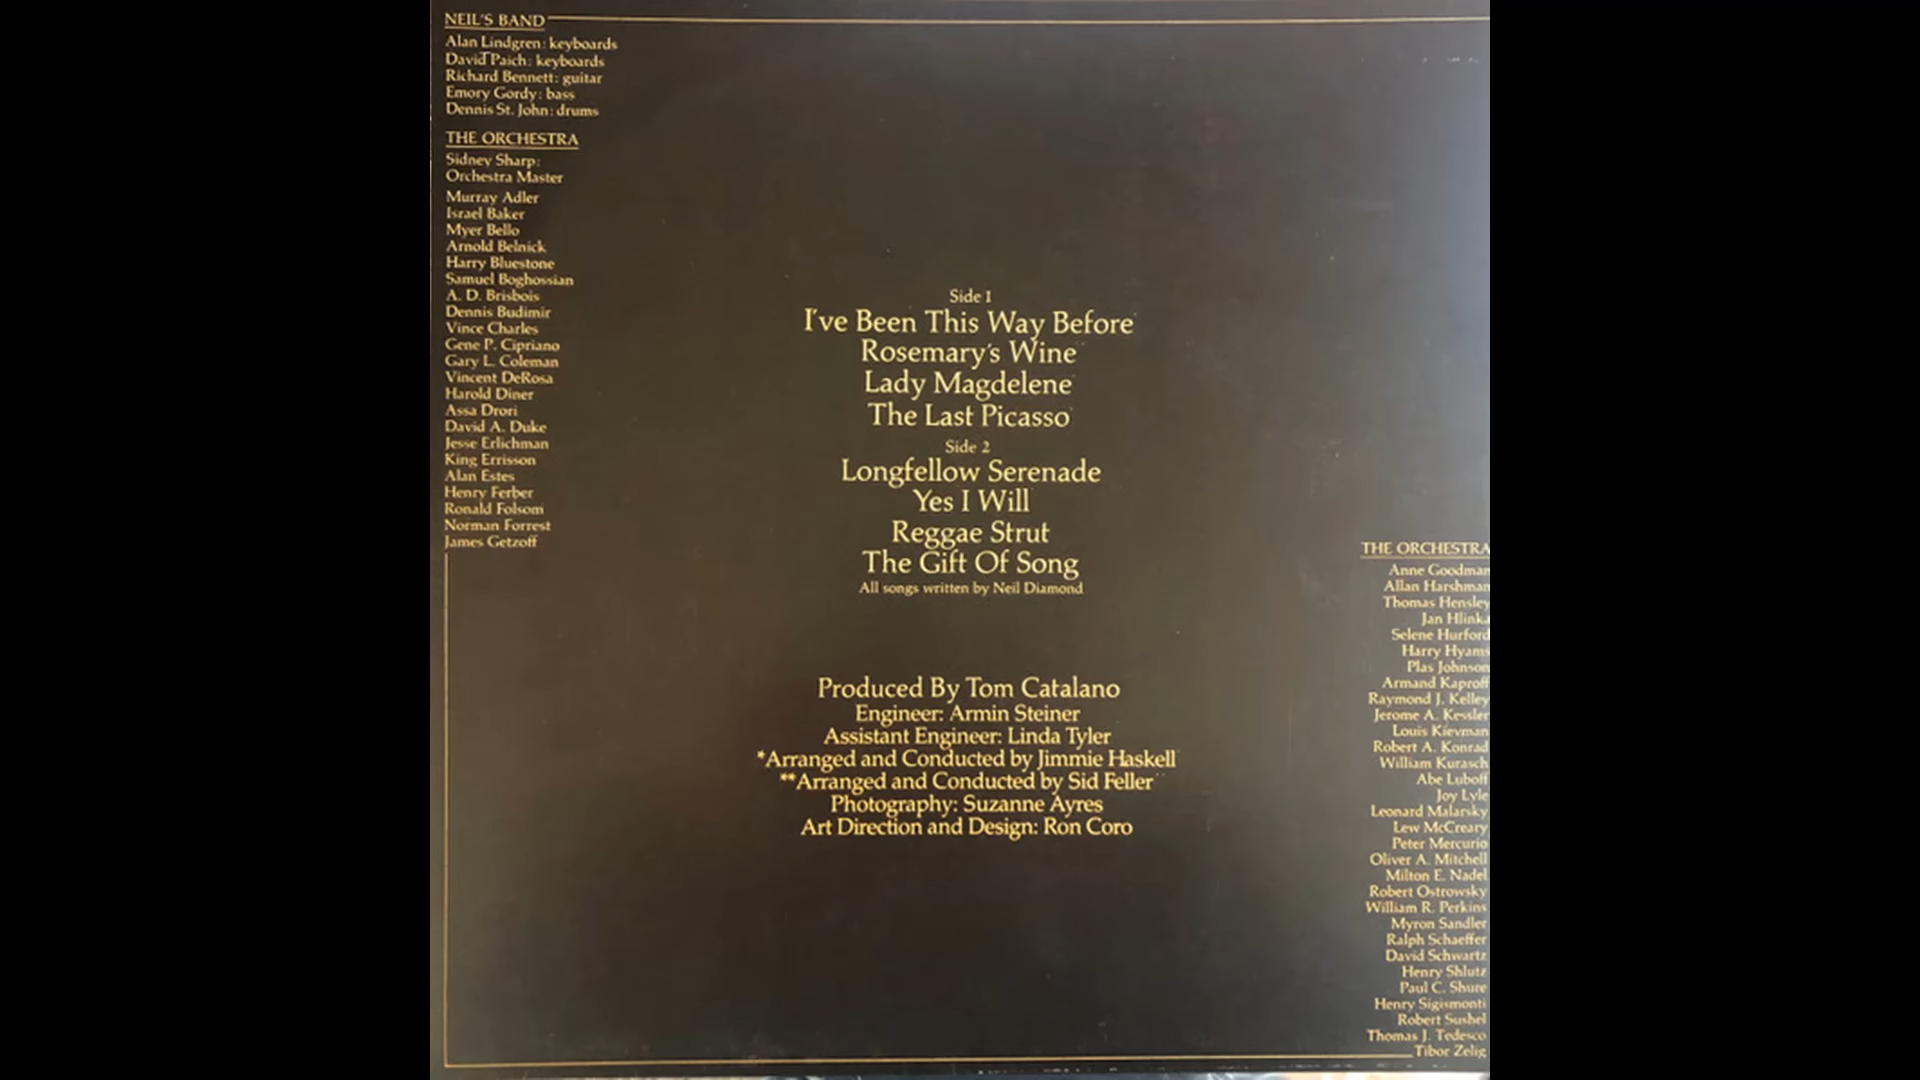 NEIL'S BAND
Alan Lindgren: keyboards
David Paich: keyboards
Richard Bennett: guitar
Emory Gordy: bass
Dennis St. John: drums
THE ORCHESTRA
Sidney Sharp:
Orchestra Master
Murray Adler
Israel Baker
Myer Bello
Arnold Belnick
Harry Bluestone
Samuel Boghossian
A. D. Brisbois
Dennis Budimir
Vince Charles
Gene P. Cipriano
Gary L. Coleman
Vincent DeRosa
Harold Diner
Assa Drori
David A. Duke
Jesse Erlichman
King Errisson
Alan Estes
Henry Ferber
Ronald Folsom
Norman Forrest
James Getzoff
Side 1
I've Been This Way Before
Rosemary's Wine
Lady Magdelene
The Last Picasso
Side 2
Longfellow Serenade
Yes I Will
Reggae Strut
The Gift Of Song
All songs written by Neil Diamond
Produced By Tom Catalano
Engineer: Armin Steiner
Assistant Engineer: Linda Tyler
*Arranged and Conducted by Jimmie Haskell
**Arranged and Conducted by Sid Feller
Photography: Suzanne Ayres
Art Direction and Design: Ron Coro
THE ORCHESTRA
Anne Goodman
Allan Harshman
Thomas Hensley
Jan Hlinka
Selene Hurford
Harry Hyams
Plas Johnson
Armand Kaproff
Raymond J. Kelley
Jerome A. Kessler
Louis Kievman
Robert A. Konrad
William Kurasch
Abe Luboff
Joy Lyle
Leonard Malarsky
Lew McCreary
Peter Mercurio
Oliver A. Mitchell
Milton E. Nadel
Robert Ostrowsky
William R. Perkins
Myron Sandler
Ralph Schaeffer
David Schwartz
Henry Shlutz
Paul C. Shure
Henry Sigismonti
Robert Sushel
Thomas J. Tedesco
Tibor Zelig